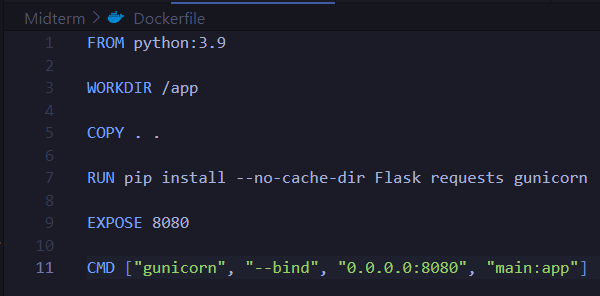 Midterm > Dockerfile
1 FROM python:3.9
2
3 WORKDIR /app
4
5 COPY . .
6
7 RUN pip install --no-cache-dir Flask requests gunicorn
8
9 EXPOSE 8080
10
11 CMD ["gunicorn", "--bind", "0.0.0.0:8080", "main:app"]